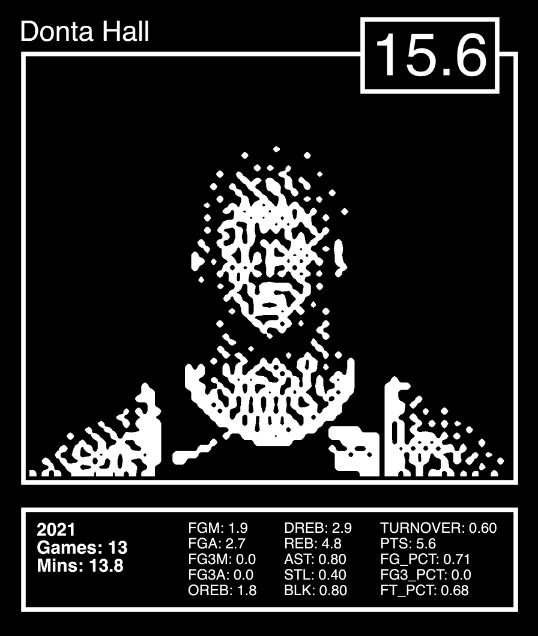 Donta Hall
15.6
2021
Games: 13
Mins: 13.8
FGM: 1.9
FGA: 2.7
FG3M: 0.0
FG3A: 0.0
OREB: 1.8
DREB: 2.9
REB: 4.8
AST: 0.80
STL: 0.40
BLK: 0.80
TURNOVER: 0.60
PTS: 5.6
FG_PCT: 0.71
FG3_PCT: 0.0
FT_PCT: 0.68